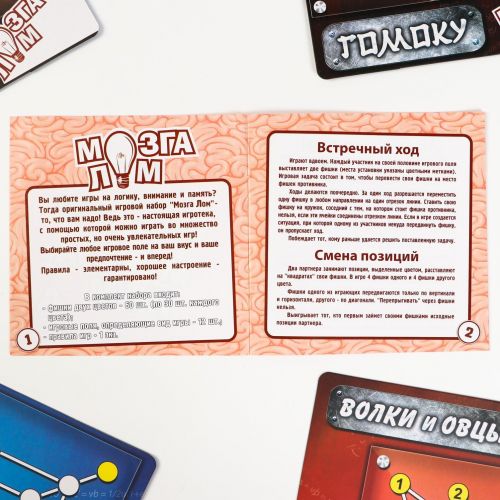 МОЗГА
ЛОМ
ГОМОКУ
МОЗГА
ЛОМ
Вы любите игры на логику, внимание и память?
Тогда оригинальный игровой набор "Мозга Лом"-
то, что вам надо! Ведь это - настоящая игротека,
с помощью которой можно играть во множество
простых, но очень увлекательных игр!
Выбирайте любое игровое поле на ваш вкус и ваше
предпочтение - и вперед!
Правила - элементарны, хорошее настроение -
гарантировано!
В комплект набора входит:
- фишки двух цветов - 60 шт. (по 30 шт. каждого
цвета);
- игровые поля, определяющие вид игры - 12 шт.;
- правила игр - 1 экз.
1
Встречный ход
Играют вдвоем. Каждый участник на своей половине игрового поля
выставляет две фишки (места установки указаны цветными метками).
Игровая задача состоит в том, чтобы перевести свои фишки на место
фишек противника.
Ходы делаются поочередно. За один ход разрешается переместить
одну фишку в любом направлении на один отрезок линии. Ставить свою
фишку на кружок, соседний с тем, на котором стоит фишка противника,
нельзя, если эти ячейки соединены отрезком линии. Если в игре создается
ситуация, при которой одному из участников некуда передвинуть фишку,
он пропускает ход.
Побеждает тот, кому раньше удается решить поставленную задачу.
Смена позиций
Два партнера занимают позиции, выделенные цветом, расставляют
на "квадратик" свои фишки. В игре 4 фишки одного и 4 фишки другого
цвета.
Фишки одного из играющих передвигаются только по вертикали
и горизонтали, другого - по диагонали. "Перепрыгивать" через фишки
нельзя.
Выигрывает тот, кто первым займет своими фишками исходные
позиции партнера.
2
ВОЛКИ И ОВЦЫ
1
2